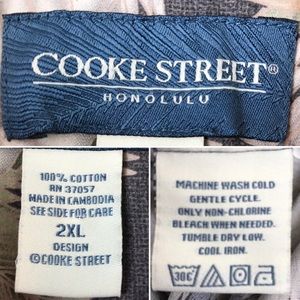 COOKE STREET®
HONOLULU
100% COTTON
RN 37057
MADE IN CAMBODIA
SEE SIDE FOR CARE
2XL
DESIGN
©COOKE STREET
MACHINE WASH COLD
GENTLE CYCLE.
ONLY NON-CHLORINE
BLEACH WHEN NEEDED.
TUMBLE DRY LOW.
COOL IRON.
30C